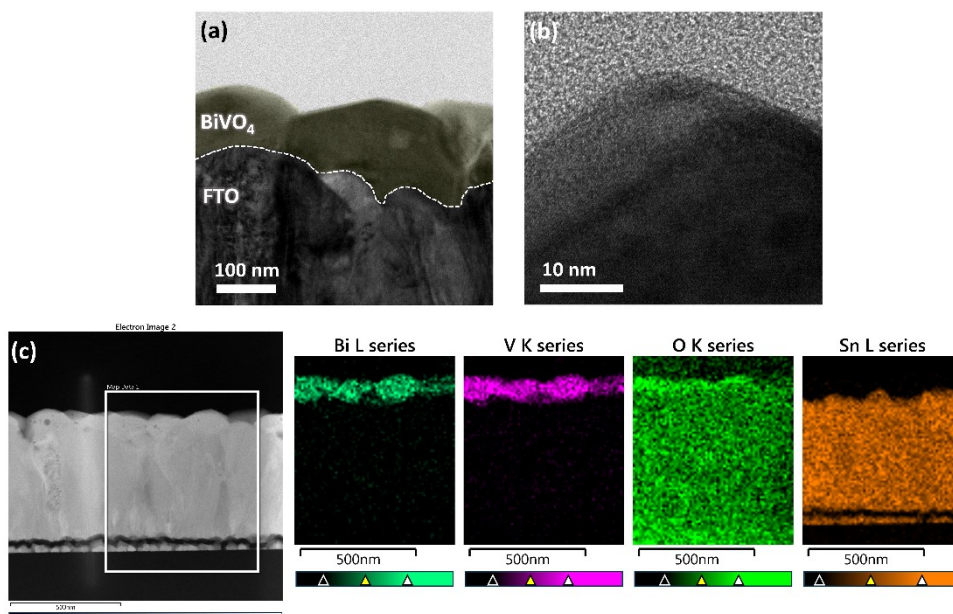 (a)
BiVO₄
FTO
100 nm
(b)
10 nm
Electron Image 2
(c)
Map Data 1
500nm
Bi L series
500nm
V K series
500nm
O K series
500nm
Sn L series
500nm